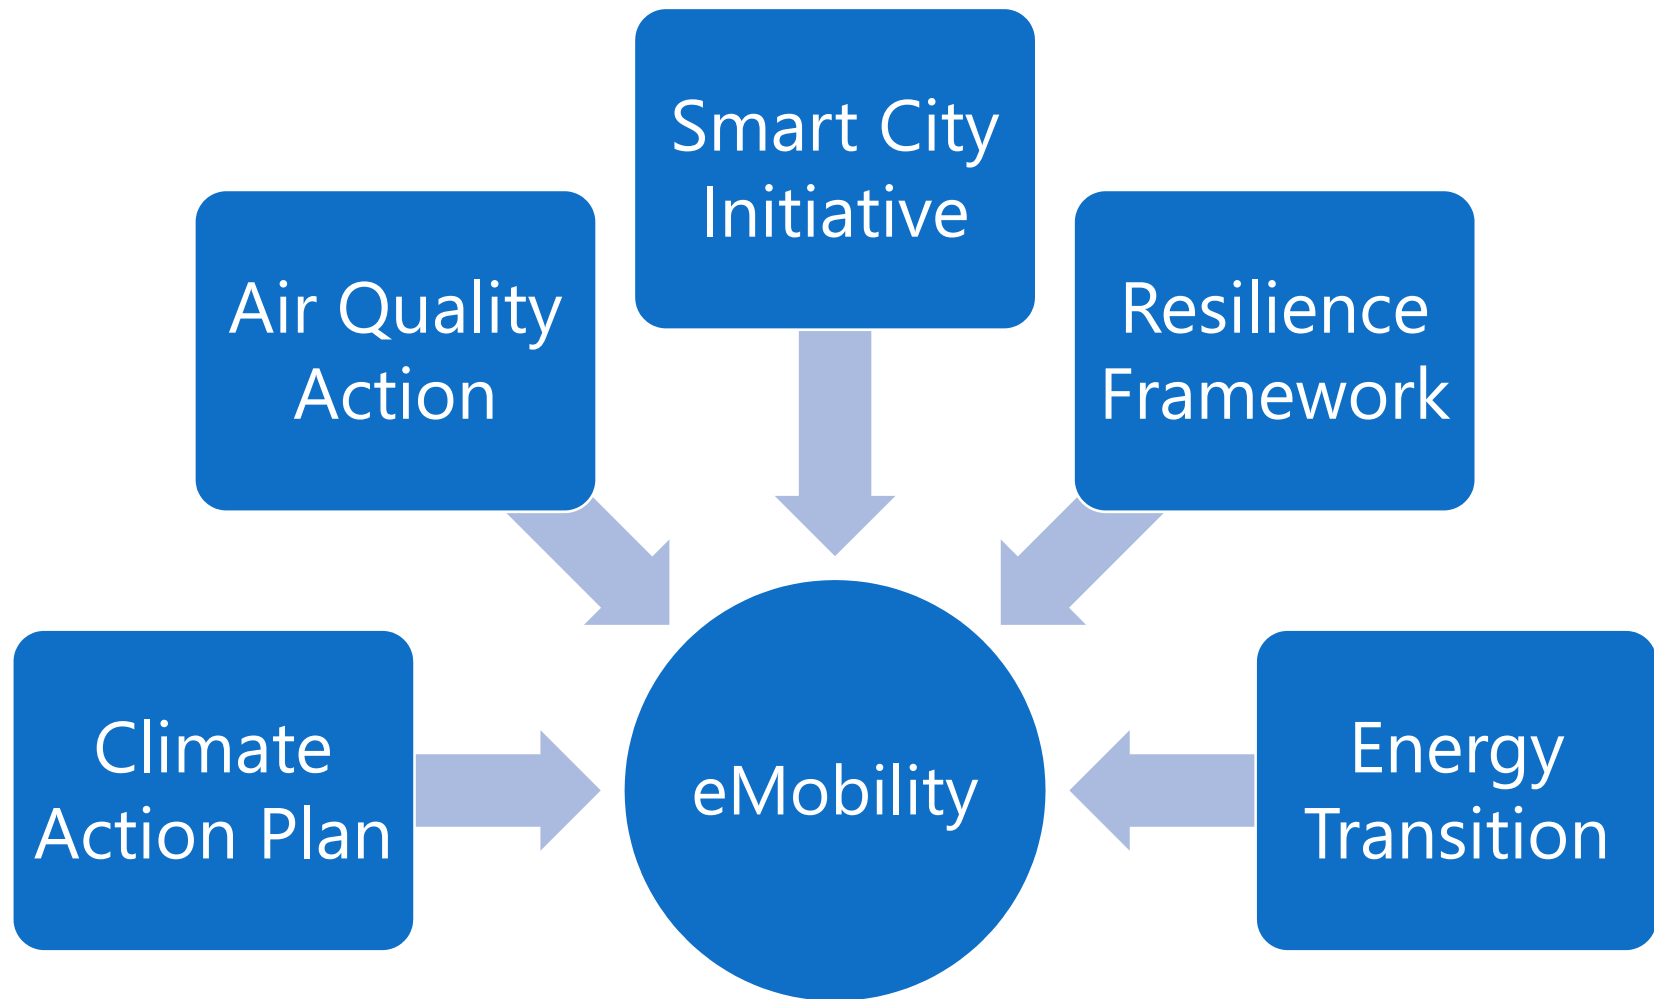 Smart City
Initiative
Air Quality
Action
Resilience
Framework
Climate
Action Plan
eMobility
Energy
Transition